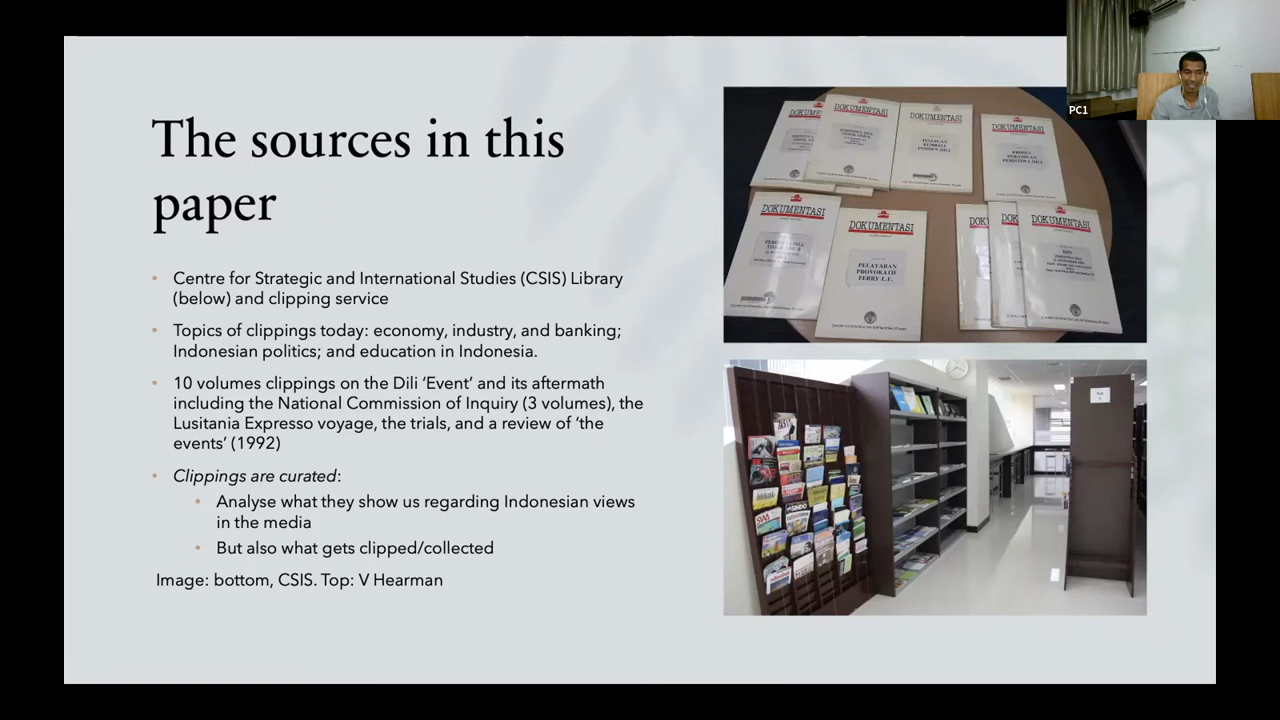 The sources in this
paper
Centre for Strategic and International Studies (CSIS) Library
(below) and clipping service
Topics of clippings today: economy, industry, and banking;
Indonesian politics; and education in Indonesia.
10 volumes clippings on the Dili ‘Event’ and its aftermath
including the National Commission of Inquiry (3 volumes), the
Lusitania Expresso voyage, the trials, and a review of ‘the
events’ (1992)
Clippings are curated:
Analyse what they show us regarding Indonesian views
in the media
But also what gets clipped/collected
Image: bottom, CSIS. Top: V Hearman
PC1
DOKUMENTASI
DOKUMENTASI
DOKUMENTASI
DOKUMENTASI
DOKUMENTASI
PELAYARAN
PROVOKATIF
FERRY L.E.
DOKUMENTASI